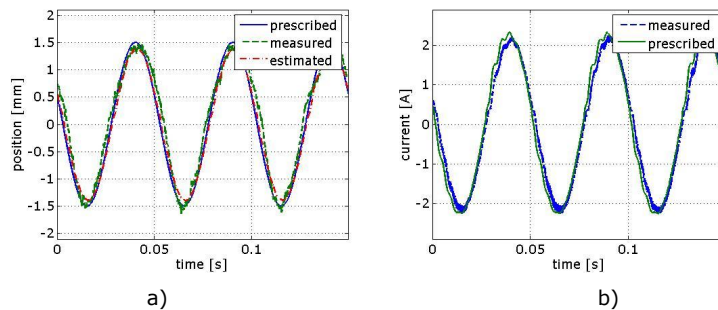 2
1.5
1
0.5
0
-0.5
-1
-1.5
-2
position [mm]
prescribed
measured
estimated
0
0.05
0.1
time [s]
a)
2
1
0
-1
-2
current [A]
measured
prescribed
0
0.05
0.1
time [s]
b)